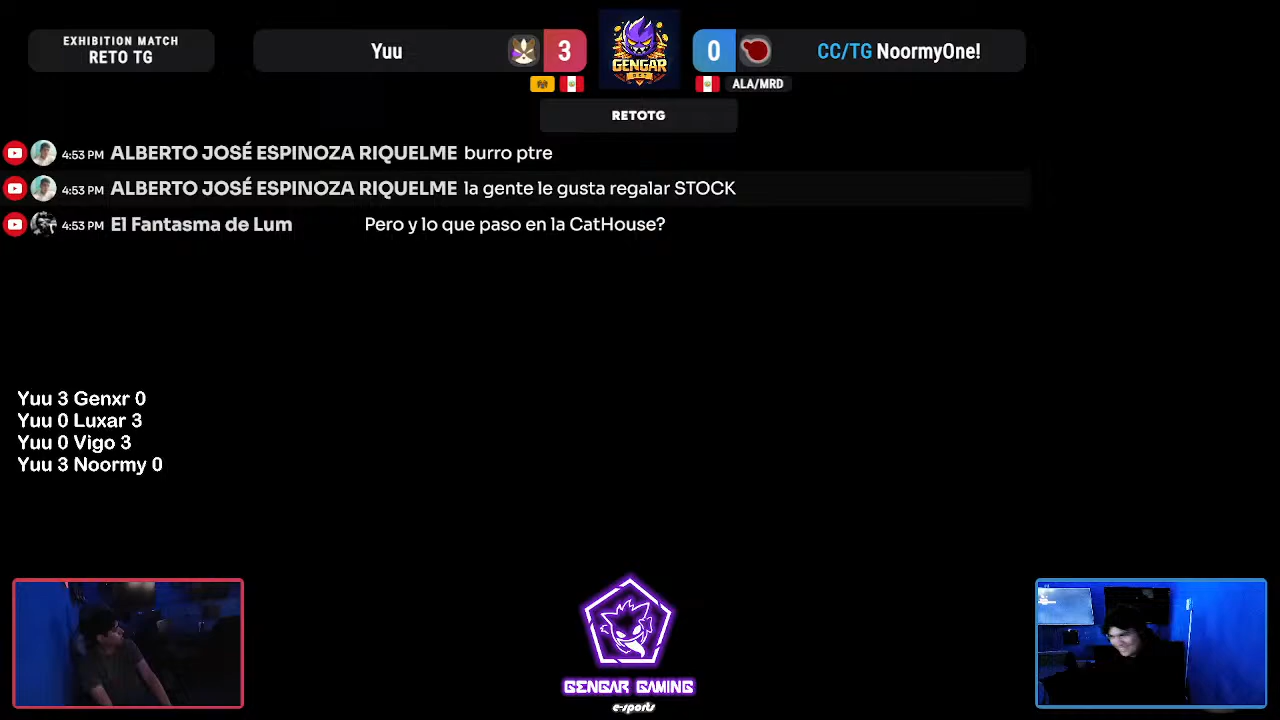 EXHIBITION MATCH
RETO TG
Yuu
3
GENGAR
BET
0
CC/TG NoormyOne!
ALA/MRD
RETOTG
4:53 PM ALBERTO JOSÉ ESPINOZA RIQUELME burro ptre
4:53 PM ALBERTO JOSÉ ESPINOZA RIQUELME la gente le gusta regalar STOCK
4:53 PM El Fantasma de Lum Pero y lo que paso en la CatHouse?
Yuu 3 Genxr 0
Yuu 0 Luxar 3
Yuu 0 Vigo 3
Yuu 3 Noormy 0
GENGAR GAMING
e-sports